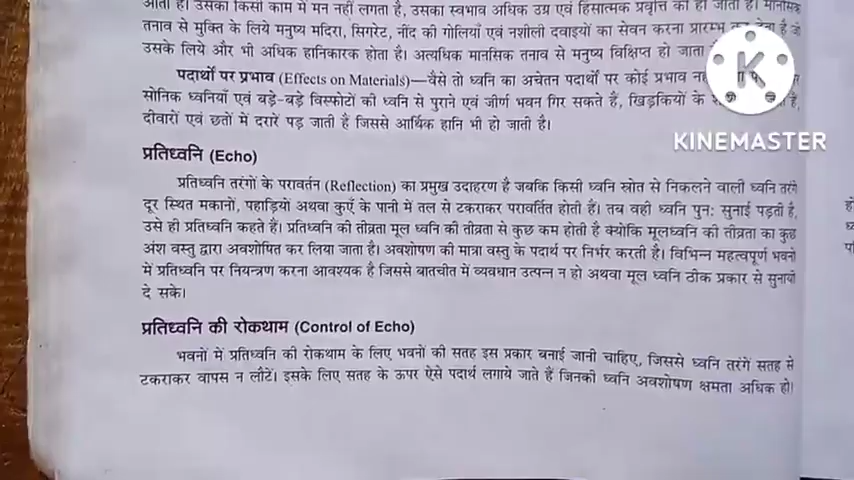 आता है। उसका किसी काम में मन नहीं लगता है, उसका स्वभाव अधिक उग्र एवं हिंसात्मक प्रवृत्ति का हो जाता है। मानसिक
तनाव से मुक्ति के लिये मनुष्य मदिरा, सिगरेट, नींद की गोलियाँ एवं नशीली दवाइयों का सेवन करना प्रारम्भ कर देता है जो
उसके लिये और भी अधिक हानिकारक होता है। अत्यधिक मानसिक तनाव से मनुष्य विक्षिप्त हो जाता
पदार्थों पर प्रभाव (Effects on Materials)—वैसे तो ध्वनि का अचेतन पदार्थों पर कोई प्रभाव
सोनिक ध्वनियाँ एवं बड़े-बड़े विस्फोटों की ध्वनि से पुराने एवं जीर्ण भवन गिर सकते हैं, खिड़कियों के
दीवारों एवं छतों में दरारें पड़ जाती है जिससे आर्थिक हानि भी हो जाती है।
KINEMASTER
प्रतिध्वनि (Echo)
प्रतिध्वनि तरंगों के परावर्तन (Reflection) का प्रमुख उदाहरण है जबकि किसी ध्वनि स्रोत से निकलने वाली ध्वनि तरंगे
दूर स्थित मकानों, पहाड़ियों अथवा कुएँ के पानी में तल से टकराकर परावर्तित होती हैं। तब वही ध्वनि पुन: सुनाई पड़ती है,
उसे ही प्रतिध्वनि कहते हैं। प्रतिध्वनि की तीव्रता मूल ध्वनि की तीव्रता से कुछ कम होती है क्योंकि मूलध्वनि की तीव्रता का कुछ
अंश वस्तु द्वारा अवशोषित कर लिया जाता है। अवशोषण की मात्रा वस्तु के पदार्थ पर निर्भर करती है। विभिन्न महत्वपूर्ण भवनों
में प्रतिध्वनि पर नियन्त्रण करना आवश्यक है जिससे बातचीत में व्यवधान उत्पन्न न हो अथवा मूल ध्वनि ठीक प्रकार से सुनायी
दे सके।
प्रतिध्वनि की रोकथाम (Control of Echo)
भवनों में प्रतिध्वनि की रोकथाम के लिए भवनों की सतह इस प्रकार बनाई जानी चाहिए, जिससे ध्वनि तरंगें सतह से
टकराकर वापस न लौटें। इसके लिए सतह के ऊपर ऐसे पदार्थ लगाये जाते हैं जिनकी ध्वनि अवशोषण क्षमता अधिक हो।